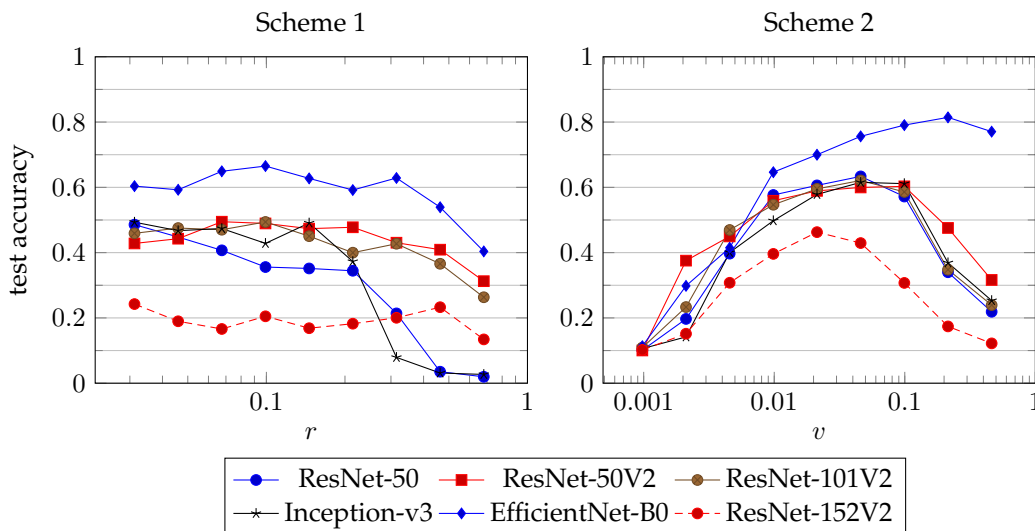 Scheme 1
Scheme 2
test accuracy
1
0.8
0.6
0.4
0.2
0
0.1
1
r
1
0.8
0.6
0.4
0.2
0
0.001
0.01
0.1
1
v
ResNet-50 ResNet-50V2 ResNet-101V2
Inception-v3 EfficientNet-B0 ResNet-152V2